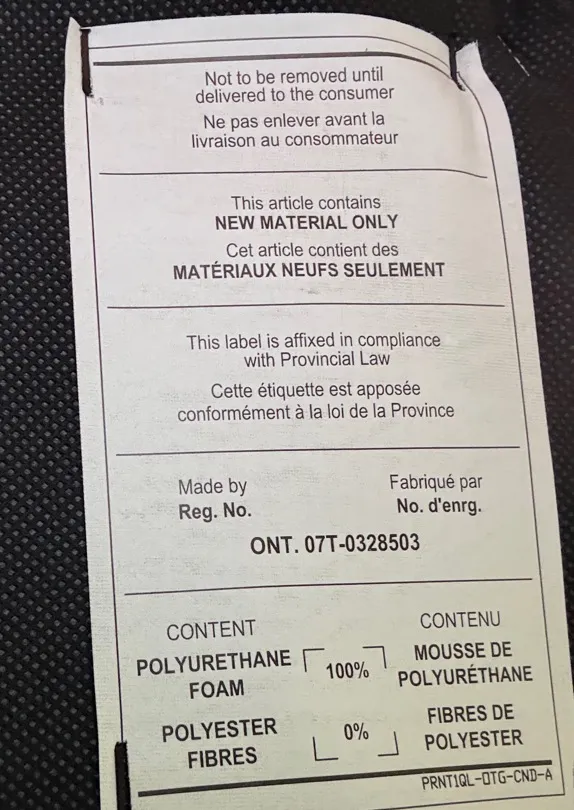 Not to be removed until
delivered to the consumer
Ne pas enlever avant la
livraison au consommateur
This article contains
NEW MATERIAL ONLY
Cet article contient des
MATÉRIAUX NEUFS SEULEMENT
This label is affixed in compliance
with Provincial Law
Cette étiquette est apposée
conformément à la loi de la Province
Made by Fabriqué par
Reg. No. No. d'enrg.
ONT. 07T-0328503
CONTENT CONTENU
POLYURETHANE 100% MOUSSE DE
FOAM POLYURÉTHANE
POLYESTER 0% FIBRES DE
FIBRES POLYESTER
PRNT1QL-OTG-CND-A